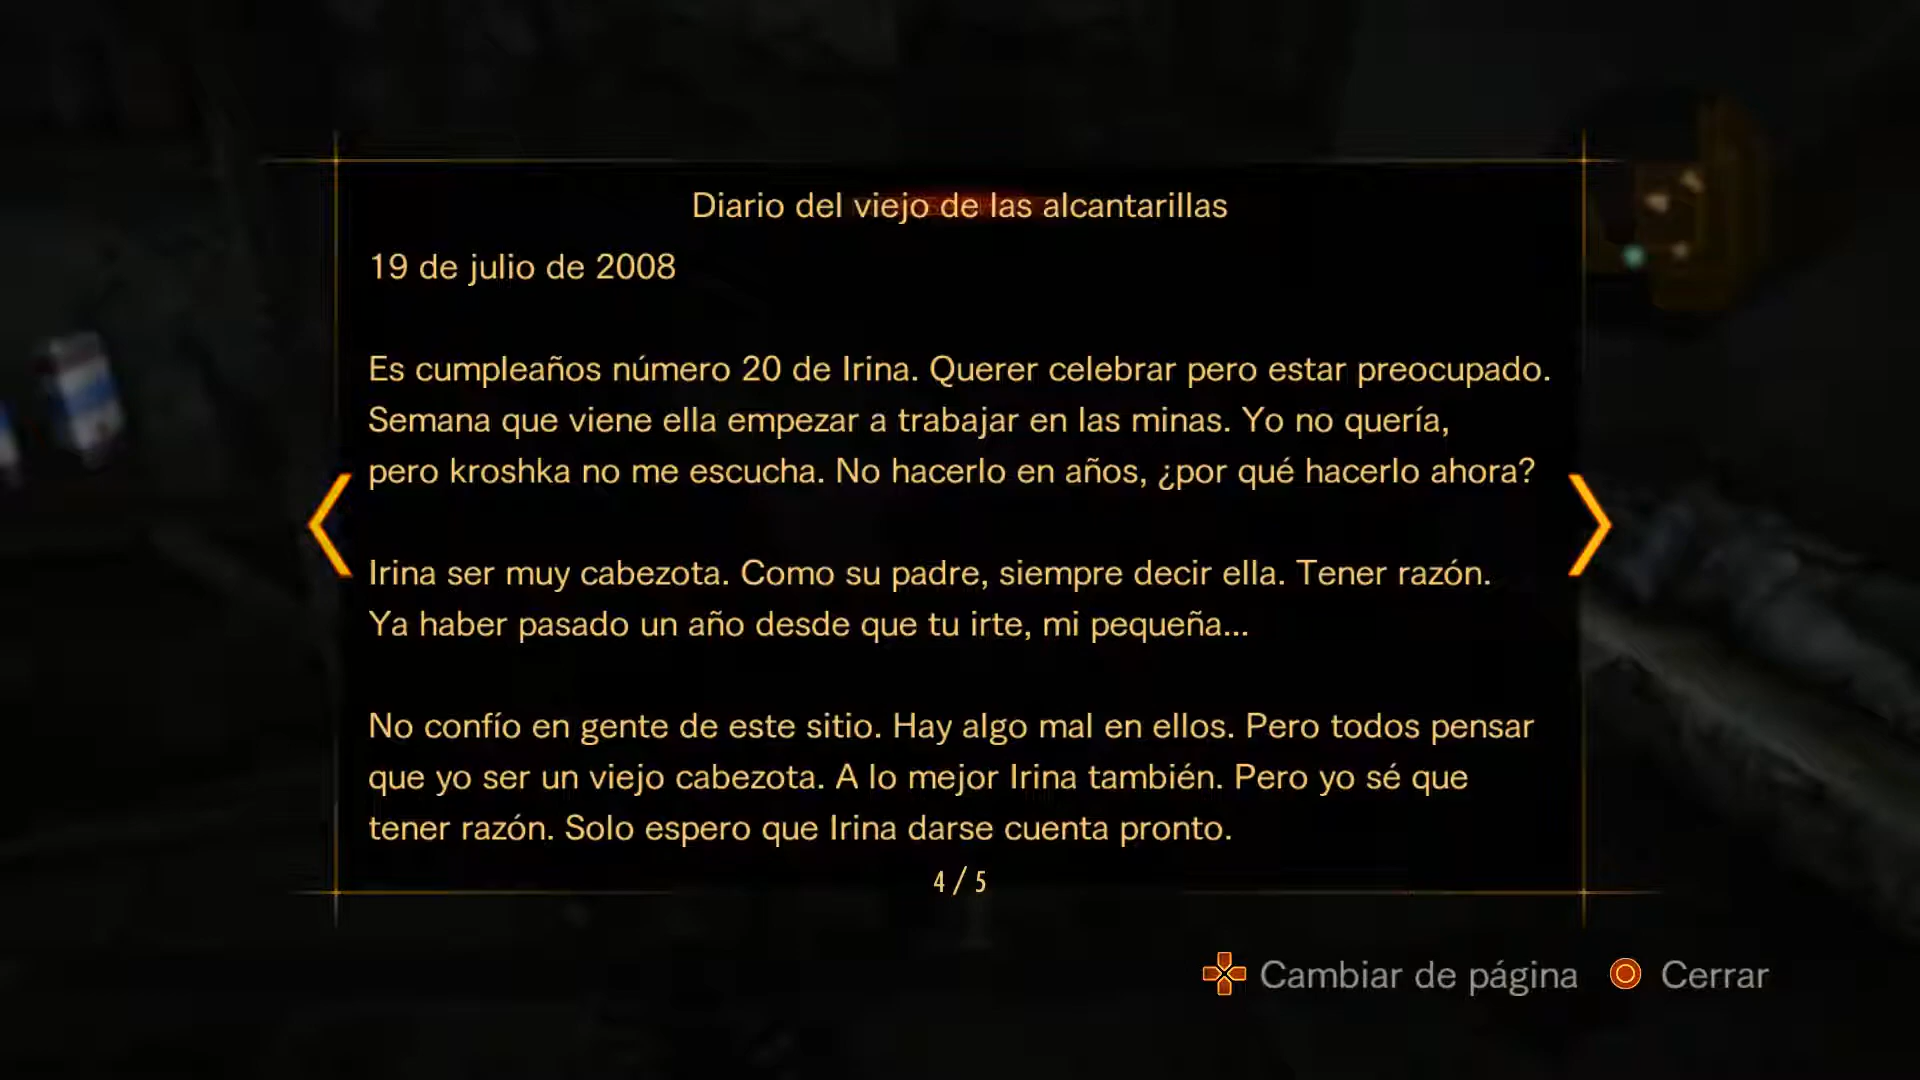 Diario del viejo de las alcantarillas
19 de julio de 2008
Es cumpleaños número 20 de Irina. Querer celebrar pero estar preocupado.
Semana que viene ella empezar a trabajar en las minas. Yo no quería,
pero kroshka no me escucha. No hacerlo en años, ¿por qué hacerlo ahora?
Irina ser muy cabezota. Como su padre, siempre decir ella. Tener razón.
Ya haber pasado un año desde que tu irte, mi pequeña...
No confío en gente de este sitio. Hay algo mal en ellos. Pero todos pensar
que yo ser un viejo cabezota. A lo mejor Irina también. Pero yo sé que
tener razón. Solo espero que Irina darse cuenta pronto.
4 / 5
Cambiar de página Cerrar